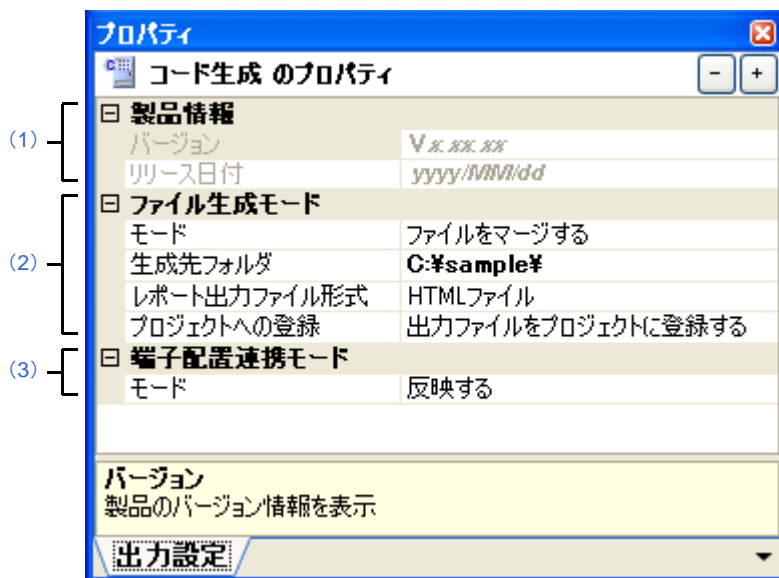 プロパティ
コード生成 のプロパティ
- +
(1)
製品情報
バージョン Vx.xx.xx
リリース日付 yyyy/MM/dd
(2)
ファイル生成モード
モード ファイルをマージする
生成先フォルダ C:¥sample¥
レポート出力ファイル形式 HTMLファイル
プロジェクトへの登録 出力ファイルをプロジェクトに登録する
(3)
端子配置連携モード
モード 反映する
バージョン
製品のバージョン情報を表示
出力設定